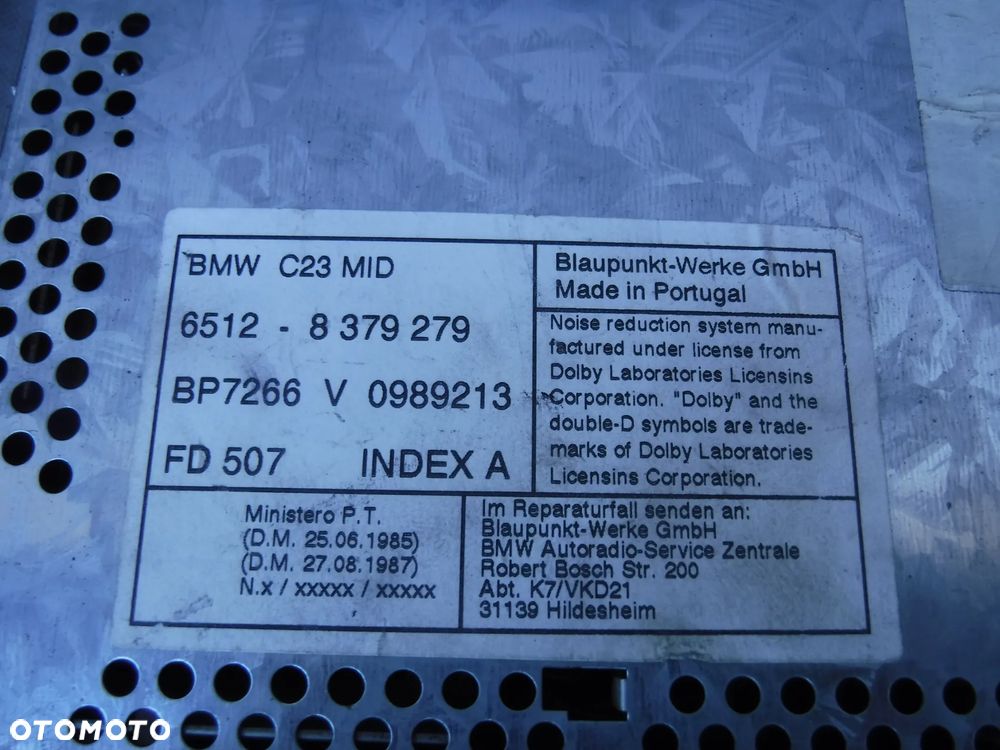 BMW C23 MID
6512 - 8 379 279
BP7266 V 0989213
FD 507 INDEX A
Blaupunkt-Werke GmbH
Made in Portugal
Noise reduction system manu-
factured under license from
Dolby Laboratories Licensins
Corporation. "Dolby" and the
double-D symbols are trade-
marks of Dolby Laboratories
Licensins Corporation.
Ministero P.T.
(D.M. 25.06.1985)
(D.M. 27.08.1987)
N.x / xxxxx / xxxxx
Im Reparaturfall senden an:
Blaupunkt-Werke GmbH
BMW Autoradio-Service Zentrale
Robert Bosch Str. 200
Abt. K7/VKD21
31139 Hildesheim
OTOMOTO